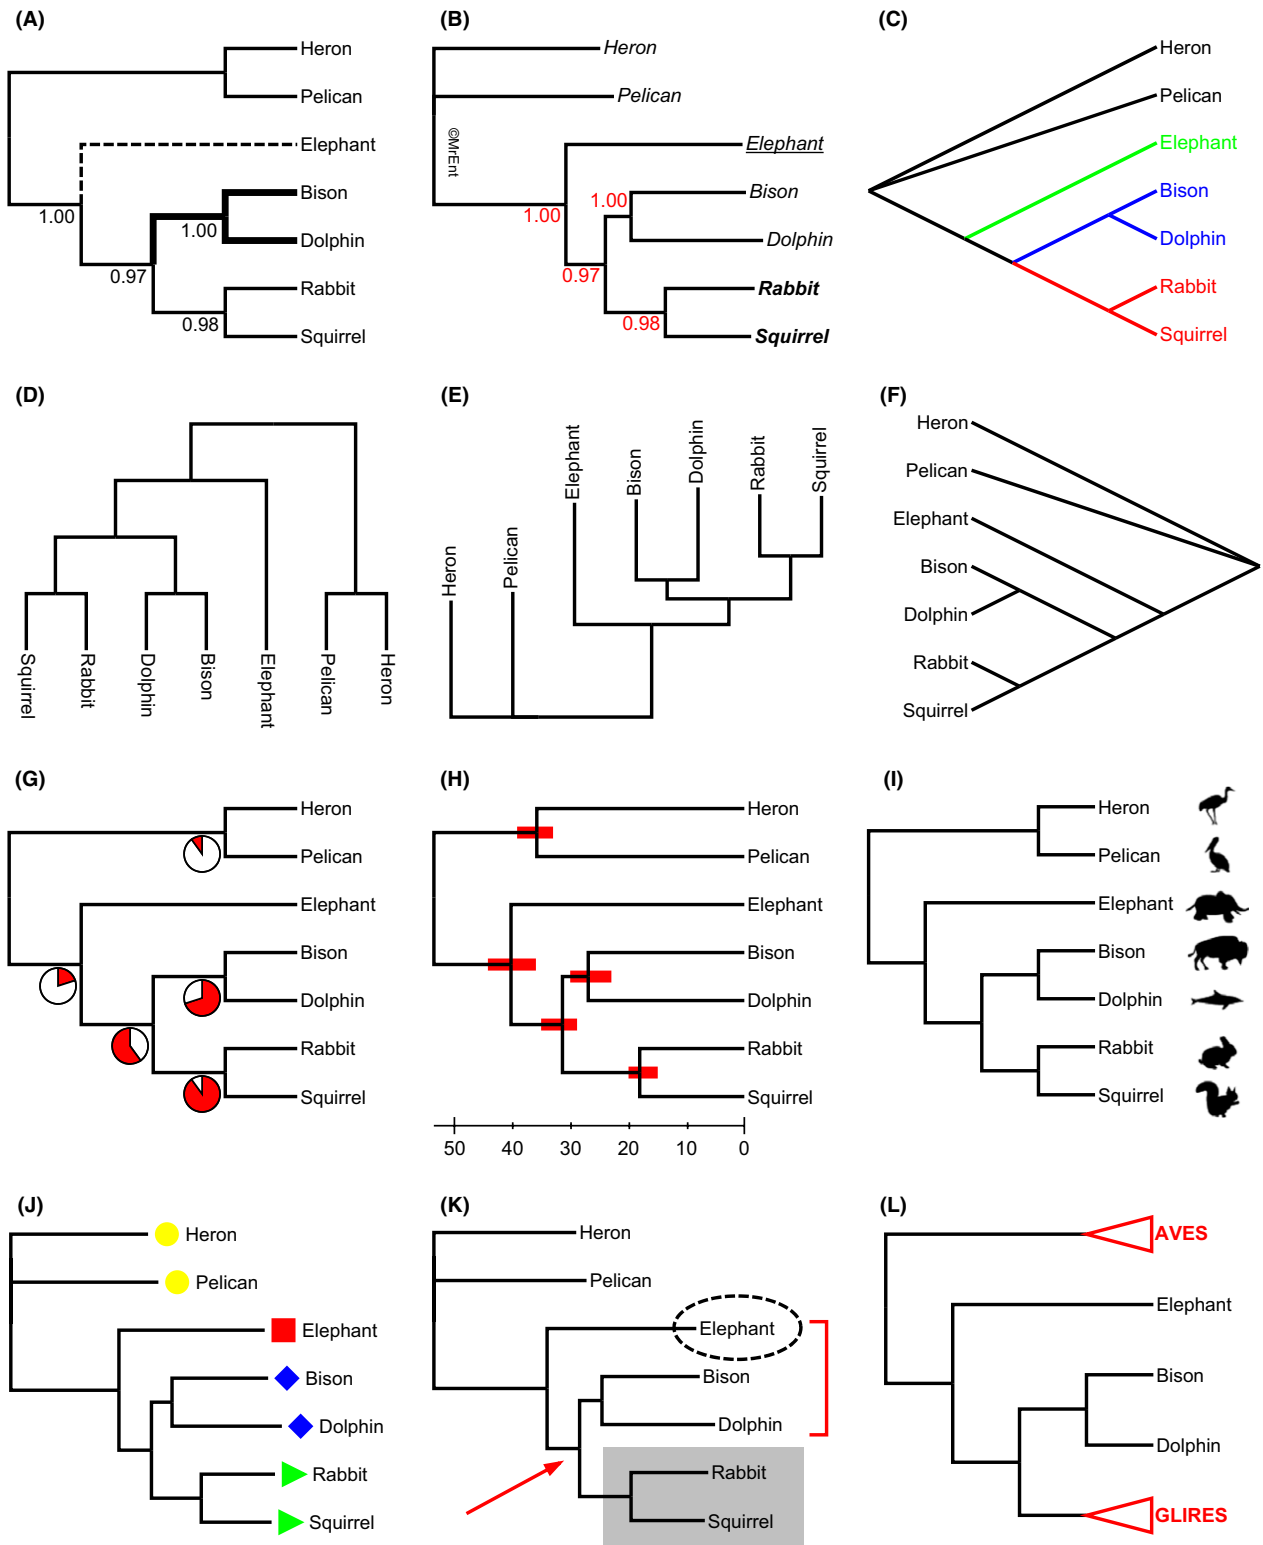 (A)
Heron
Pelican
Elephant
Bison
Dolphin
Rabbit
Squirrel
1.00
1.00
0.97
0.98
(B)
Heron
Pelican
©MrEnt
Elephant
Bison
Dolphin
Rabbit
Squirrel
1.00
1.00
0.97
0.98
(C)
Heron
Pelican
Elephant
Bison
Dolphin
Rabbit
Squirrel
(D)
Squirrel
Rabbit
Dolphin
Bison
Elephant
Pelican
Heron
(E)
Heron
Pelican
Elephant
Bison
Dolphin
Rabbit
Squirrel
(F)
Heron
Pelican
Elephant
Bison
Dolphin
Rabbit
Squirrel
(G)
Heron
Pelican
Elephant
Bison
Dolphin
Rabbit
Squirrel
(H)
Heron
Pelican
Elephant
Bison
Dolphin
Rabbit
Squirrel
50 40 30 20 10 0
(I)
Heron
Pelican
Elephant
Bison
Dolphin
Rabbit
Squirrel
(J)
Heron
Pelican
Elephant
Bison
Dolphin
Rabbit
Squirrel
(K)
Heron
Pelican
Elephant
Bison
Dolphin
Rabbit
Squirrel
(L)
AVES
Elephant
Bison
Dolphin
GLIRES